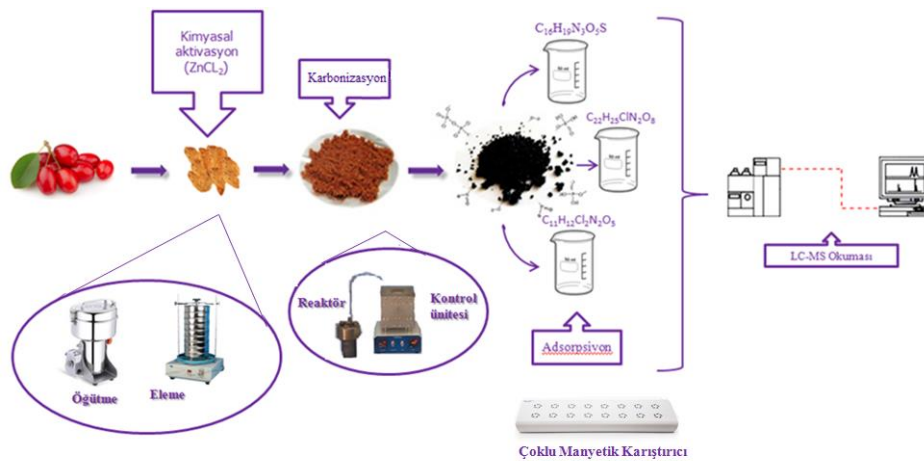 Kimyasal
aktivasyon
(ZnCL₂)
Karbonizasyon
C₁₆H₁₉N₃O₅S
C₂₂H₂₅ClN₂O₈
C₁₁H₁₂Cl₂N₂O₅
Reaktör
Kontrol
ünitesi
Öğütme
Eleme
Adsorpsiyon
LC-MS Okuması
Çoklu Manyetik Karıştırıcı